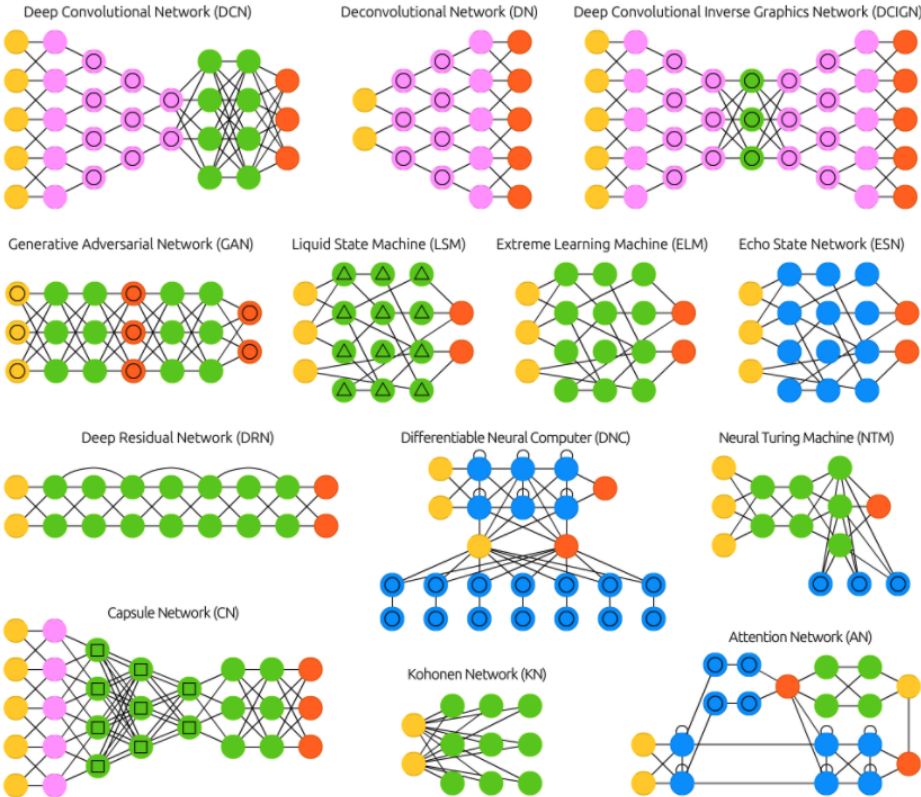 Deep Convolutional Network (DCN)
Deconvolutional Network (DN)
Deep Convolutional Inverse Graphics Network (DCIGN)
Generative Adversarial Network (GAN)
Liquid State Machine (LSM)
Extreme Learning Machine (ELM)
Echo State Network (ESN)
Deep Residual Network (DRN)
Differentiable Neural Computer (DNC)
Neural Turing Machine (NTM)
Capsule Network (CN)
Kohonen Network (KN)
Attention Network (AN)